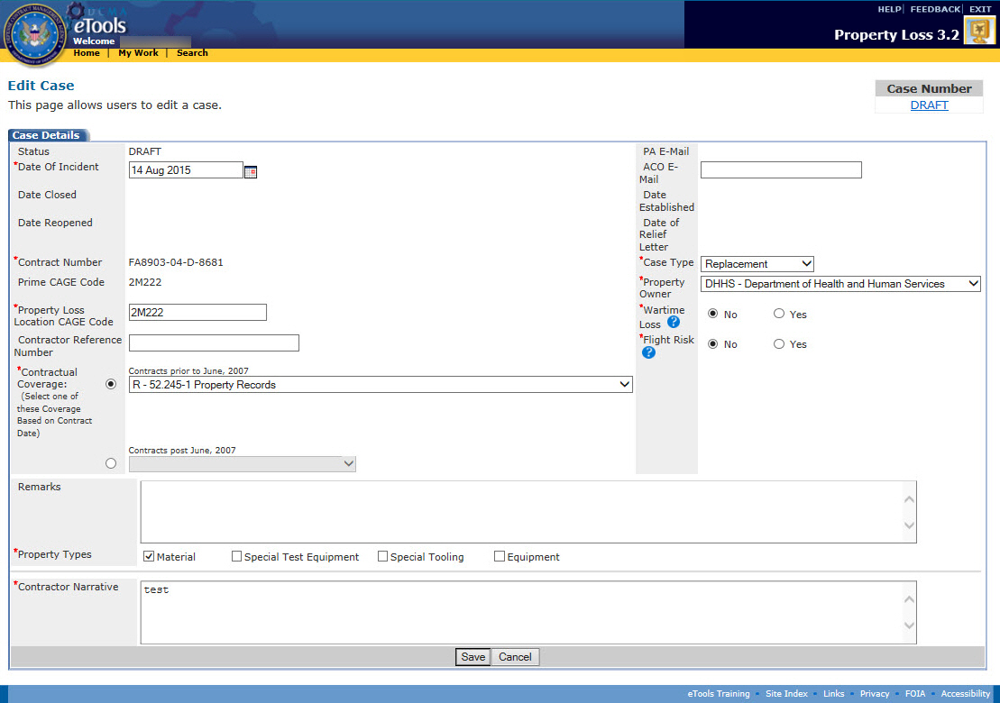 HELP| FEEDBACK| EXIT
DCMA
eTools
Welcome
Property Loss 3.2
Home | My Work | Search
Edit Case
This page allows users to edit a case.
Case Number
DRAFT
Case Details
Status
DRAFT
*Date Of Incident
14 Aug 2015
Date Closed
Date Reopened
*Contract Number
FA8903-04-D-8681
Prime CAGE Code
2M222
*Property Loss
Location CAGE Code
2M222
Contractor Reference
Number
*Contractual
Coverage:
(Select one of
these Coverage
Based on Contract
Date)
Contracts prior to June, 2007
R - 52.245-1 Property Records
Contracts post June, 2007
PA E-Mail
ACO E-
Mail
Date
Established
Date of
Relief
Letter
*Case Type
Replacement
*Property
Owner
DHHS - Department of Health and Human Services
*Wartime
Loss ?
No Yes
*Flight Risk
?
No Yes
Remarks
*Property Types
Material Special Test Equipment Special Tooling Equipment
*Contractor Narrative
test
Save Cancel
eTools Training • Site Index • Links • Privacy • FOIA • Accessibility